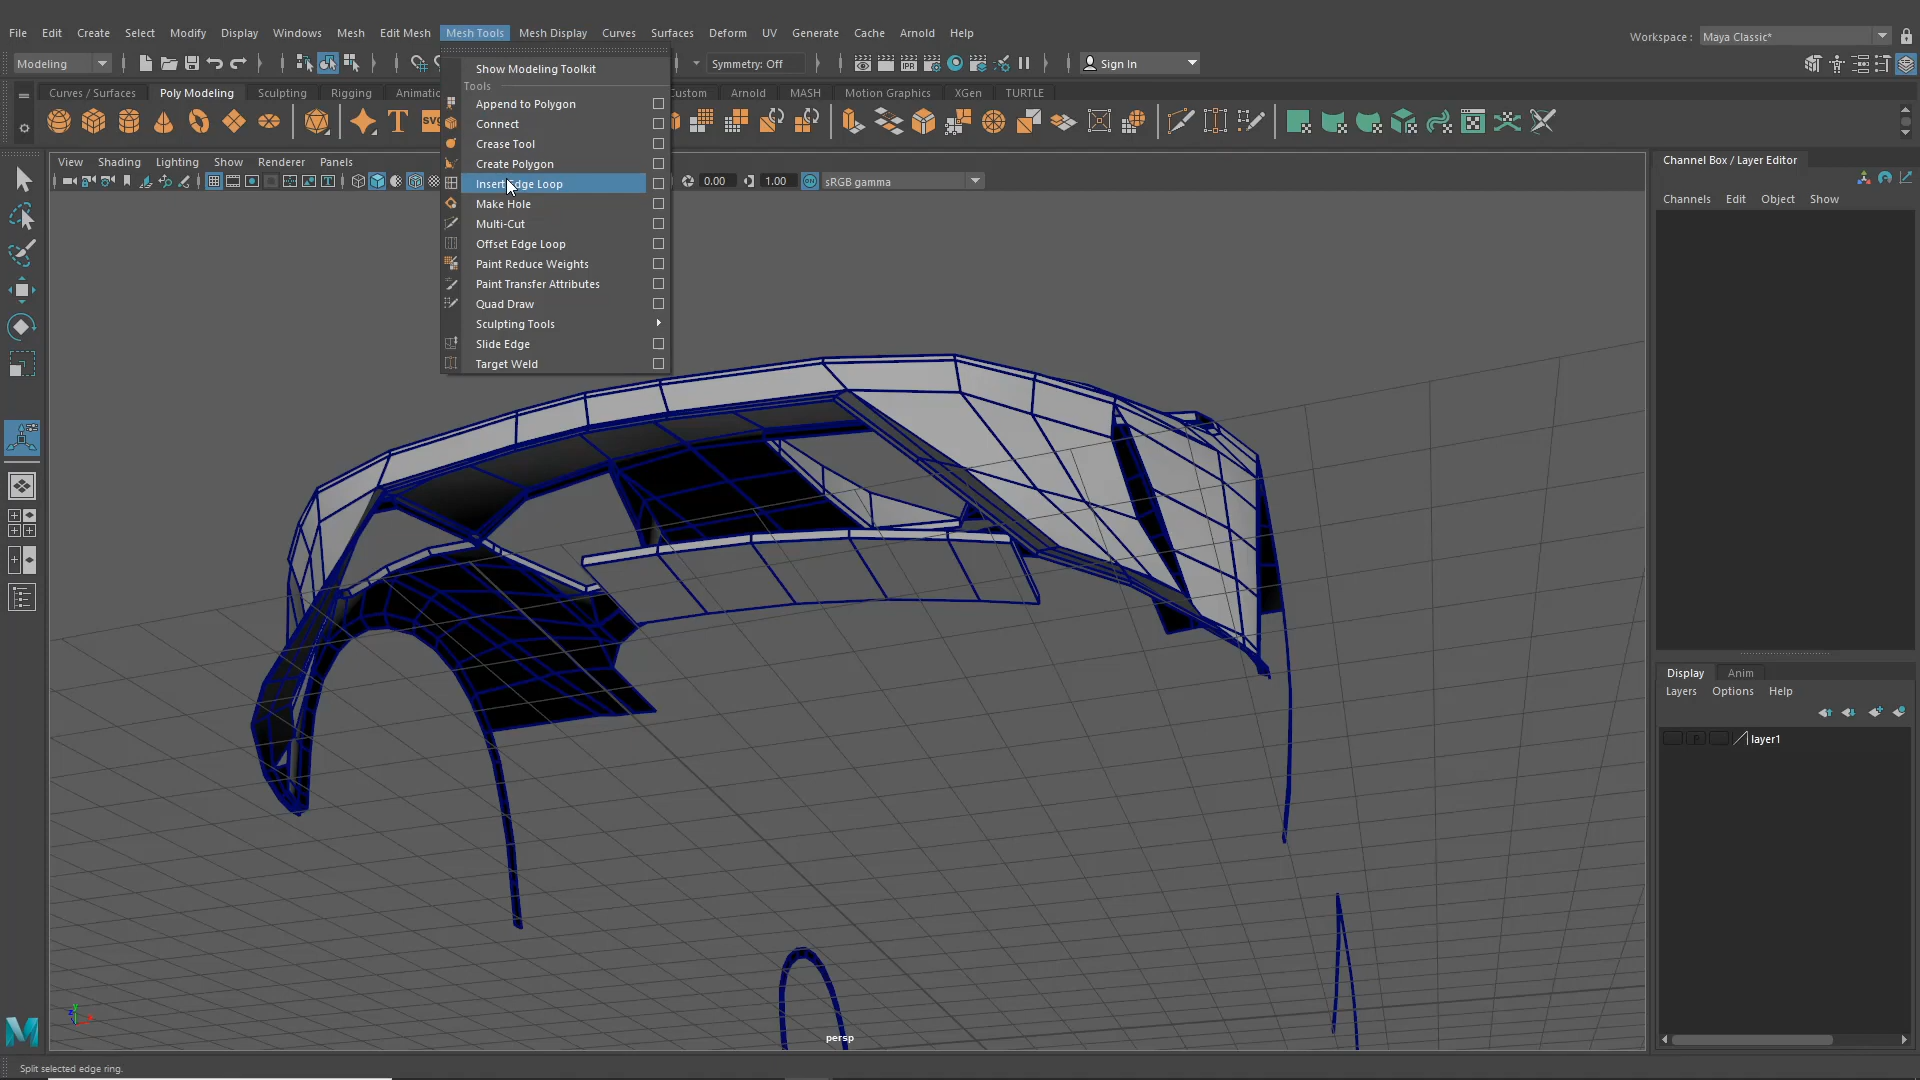 File Edit Create Select Modify Display Windows Mesh Edit Mesh Mesh Tools Mesh Display Curves Surfaces Deform UV Generate Cache Arnold Help
Workspace : Maya Classic*
Modeling
Symmetry: Off
Sign In
Curves / Surfaces Poly Modeling Sculpting Rigging Animatic
ustom Arnold MASH Motion Graphics XGen TURTLE
Show Modeling Toolkit
Tools
Append to Polygon
Connect
Crease Tool
Create Polygon
Insert Edge Loop
Make Hole
Multi-Cut
Offset Edge Loop
Paint Reduce Weights
Paint Transfer Attributes
Quad Draw
Sculpting Tools
Slide Edge
Target Weld
View Shading Lighting Show Renderer Panels
0.00 1.00 sRGB gamma
Channel Box / Layer Editor
Channels Edit Object Show
Display Anim
Layers Options Help
P layer1
persp
Split selected edge ring.